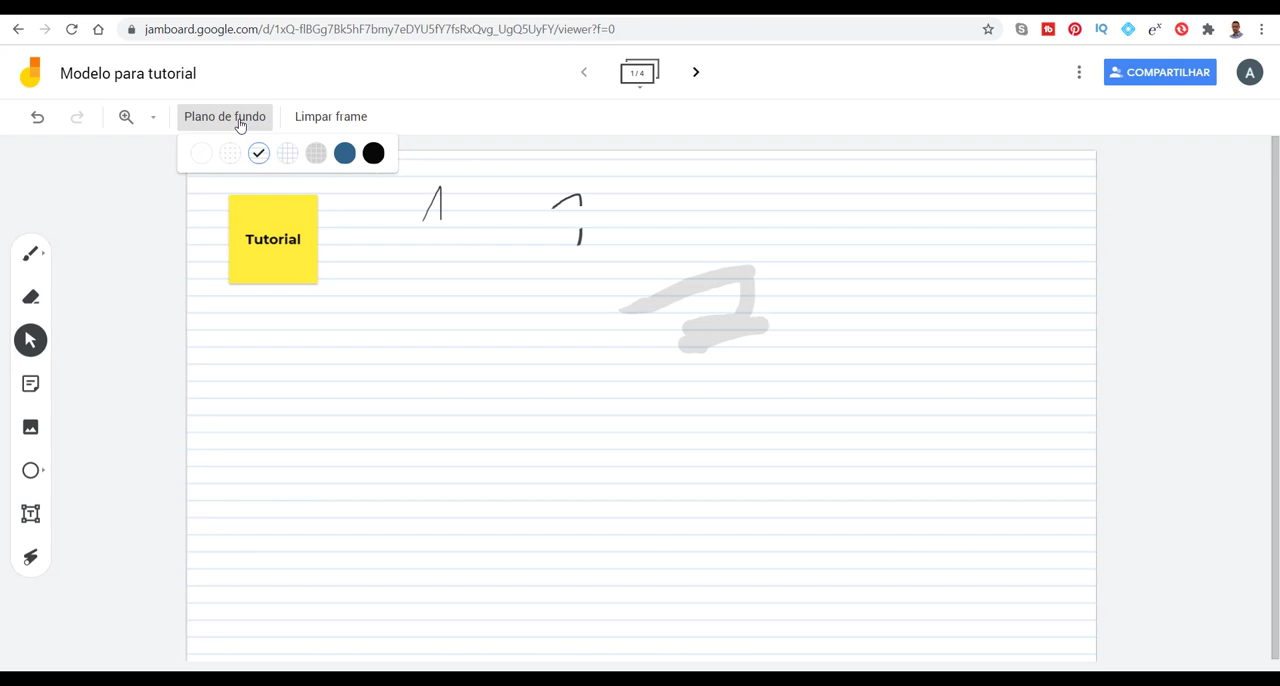 jamboard.google.com/d/1xQ-flBGg7Bk5hF7bmy7eDYU5fY7fsRxQvg_UgQ5UyFY/viewer?f=0
Modelo para tutorial
1/4
COMPARTILHAR
A
Plano de fundo
Limpar frame
Tutorial
1